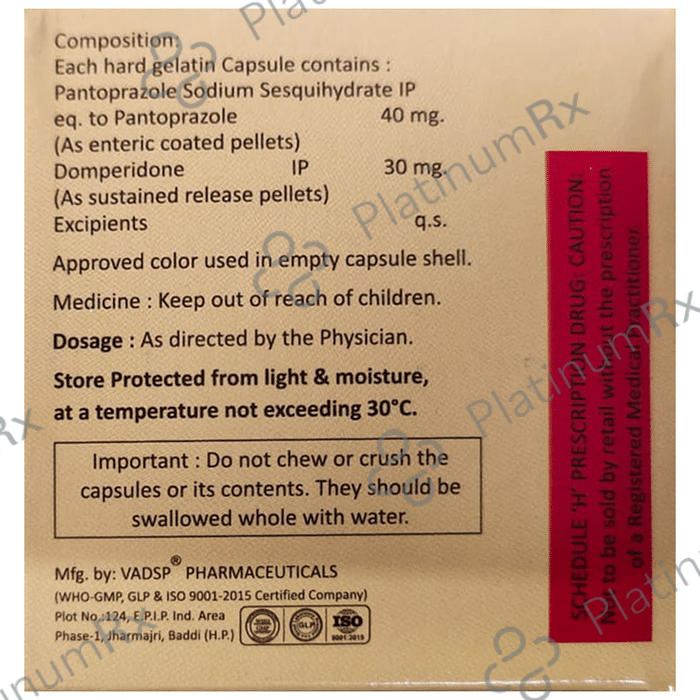 Composition:
Each hard gelatin Capsule contains :
Pantoprazole Sodium Sesquihydrate IP
eq. to Pantoprazole 40 mg.
(As enteric coated pellets)
Domperidone IP 30 mg.
(As sustained release pellets)
Excipients q.s.
Approved color used in empty capsule shell.
Medicine : Keep out of reach of children.
Dosage : As directed by the Physician.
Store Protected from light & moisture,
at a temperature not exceeding 30°C.
Important : Do not chew or crush the
capsules or its contents. They should be
swallowed whole with water.
Mfg. by: VADSP® PHARMACEUTICALS
(WHO-GMP, GLP & ISO 9001-2015 Certified Company)
Plot No.:124, E.P.I.P. Ind. Area
Phase-1, Jharmajri, Baddi (H.P.)
GLP
ISO
9001:2015
SCHEDULE 'H' PRESCRIPTION DRUG: CAUTION:
Not to be sold by retail without the prescription
of a Registered Medical Practitioner.
PlatinumRx
PlatinumRx
PlatinumRx
PlatinumRx
PlatinumRx
PlatinumRx